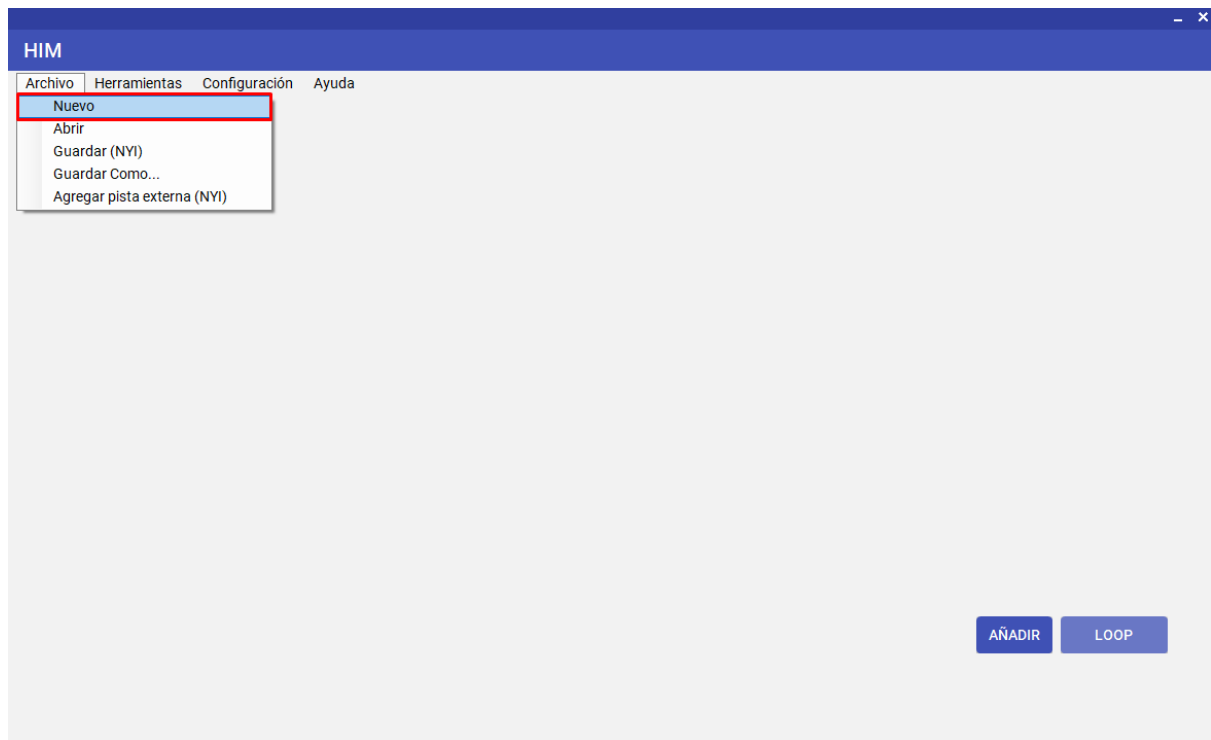 HIM
Archivo Herramientas Configuración Ayuda
Nuevo
Abrir
Guardar (NYI)
Guardar Como...
Agregar pista externa (NYI)
AÑADIR LOOP